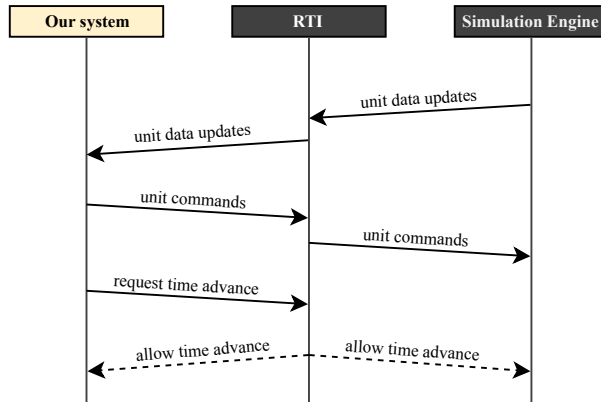 Our system
RTI
Simulation Engine
unit data updates
unit data updates
unit commands
unit commands
request time advance
allow time advance
allow time advance